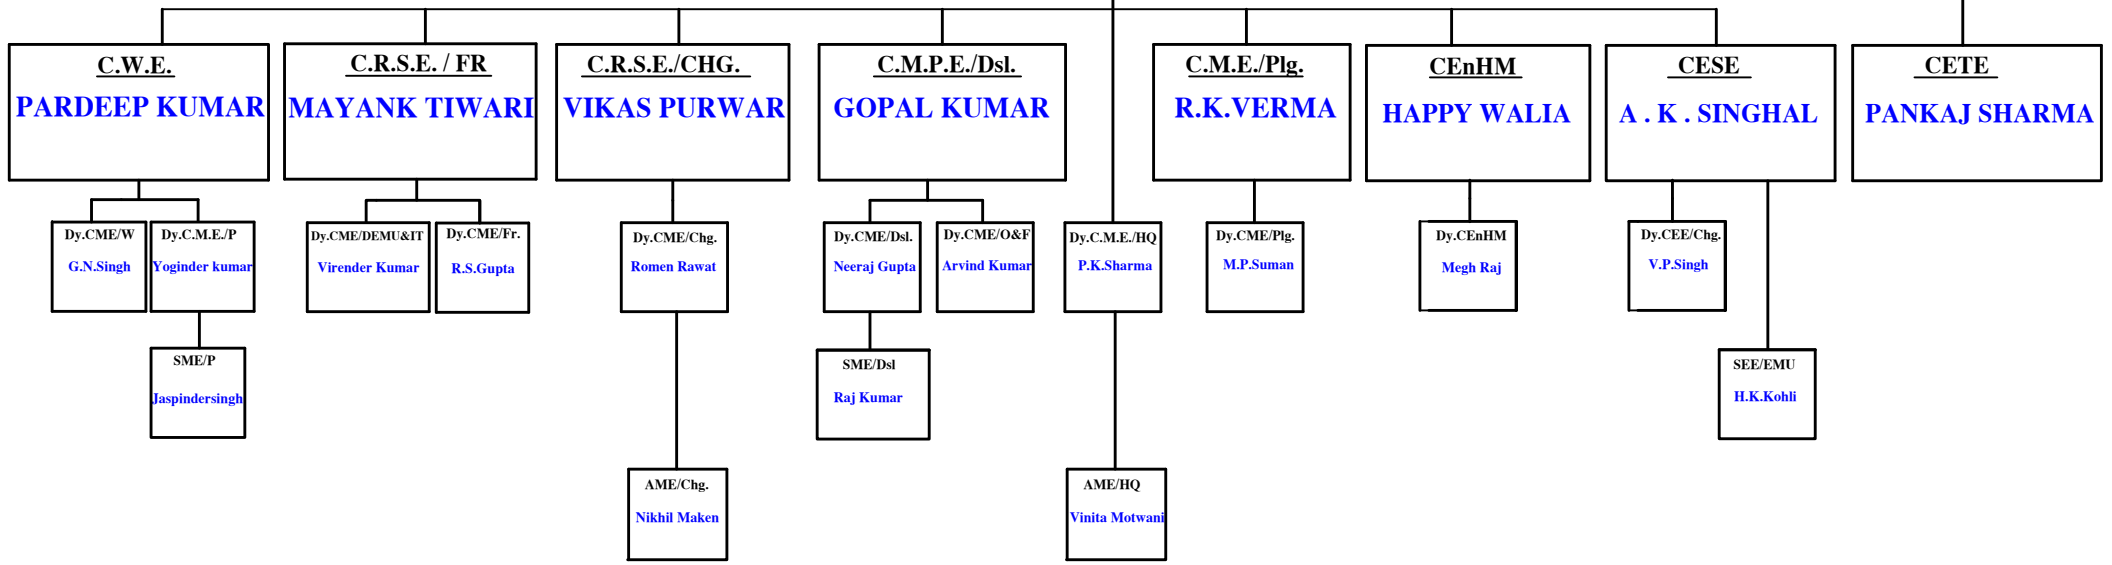 C.W.E.
PARDEEP KUMAR
C.R.S.E. / FR
MAYANK TIWARI
C.R.S.E./CHG.
VIKAS PURWAR
C.M.P.E./Dsl.
GOPAL KUMAR
C.M.E./Plg.
R.K.VERMA
CEnHM
HAPPY WALIA
CESE
A . K . SINGHAL
CETE
PANKAJ SHARMA
Dy.CME/W
G.N.Singh
Dy.C.M.E./P
Yoginder kumar
Dy.CME/DEMU&IT
Virender Kumar
Dy.CME/Fr.
R.S.Gupta
Dy.CME/Chg.
Romen Rawat
Dy.CME/Dsl.
Neeraj Gupta
Dy.CME/O&F
Arvind Kumar
Dy.C.M.E./HQ
P.K.Sharma
Dy.CME/Plg.
M.P.Suman
Dy.CEnHM
Megh Raj
Dy.CEE/Chg.
V.P.Singh
SME/P
Jaspindersingh
SME/Dsl
Raj Kumar
SEE/EMU
H.K.Kohli
AME/Chg.
Nikhil Maken
AME/HQ
Vinita Motwani